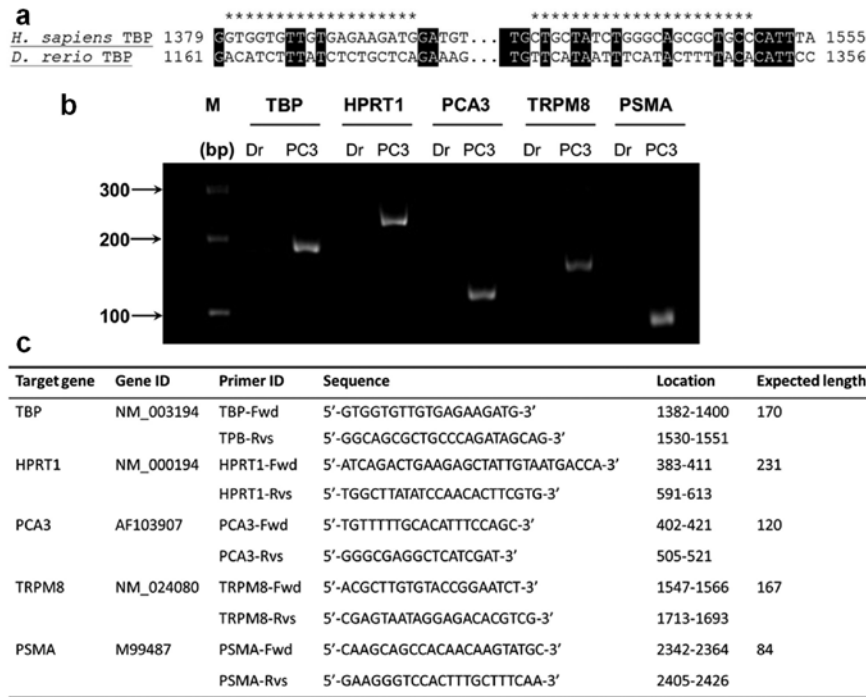 a
*******************   **********************
H. sapiens TBP 1379 GGTGGTGTTGTGAGAAGATGGATGT... TGCTGCTATCTGGGCAGCGCTGCCCATTTA 1555
D. rerio TBP 1161 GACATCTTTATCTCTGCTCAGAAAG... TGTTCATAATTTCATACTTTTACACATTCC 1356
b
M TBP HPRT1 PCA3 TRPM8 PSMA
(bp) Dr PC3 Dr PC3 Dr PC3 Dr PC3 Dr PC3
300
200
100
c
Target gene Gene ID Primer ID Sequence Location Expected length
TBP NM_003194 TBP-Fwd 5’-GTGGTGTTGTGAGAAGATG-3’ 1382-1400 170
TPB-Rvs 5’-GGCAGCGCTGCCCAGATAGCAG-3’ 1530-1551
HPRT1 NM_000194 HPRT1-Fwd 5’-ATCAGACTGAAGAGCTATTGTAATGACCA-3’ 383-411 231
HPRT1-Rvs 5’-TGGCTTATATCCAACACTTCGTG-3’ 591-613
PCA3 AF103907 PCA3-Fwd 5’-TGTTTTTGCACATTTCCAGC-3’ 402-421 120
PCA3-Rvs 5’-GGGCGAGGCTCATCGAT-3’ 505-521
TRPM8 NM_024080 TRPM8-Fwd 5’-ACGCTTGTGTACCGGAATCT-3’ 1547-1566 167
TRPM8-Rvs 5’-CGAGTAATAGGAGACACGTCG-3’ 1713-1693
PSMA M99487 PSMA-Fwd 5’-CAAGCAGCCACAACAAGTATGC-3’ 2342-2364 84
PSMA-Rvs 5’-GAAGGGTCCACTTTGCTTTCAA-3’ 2405-2426